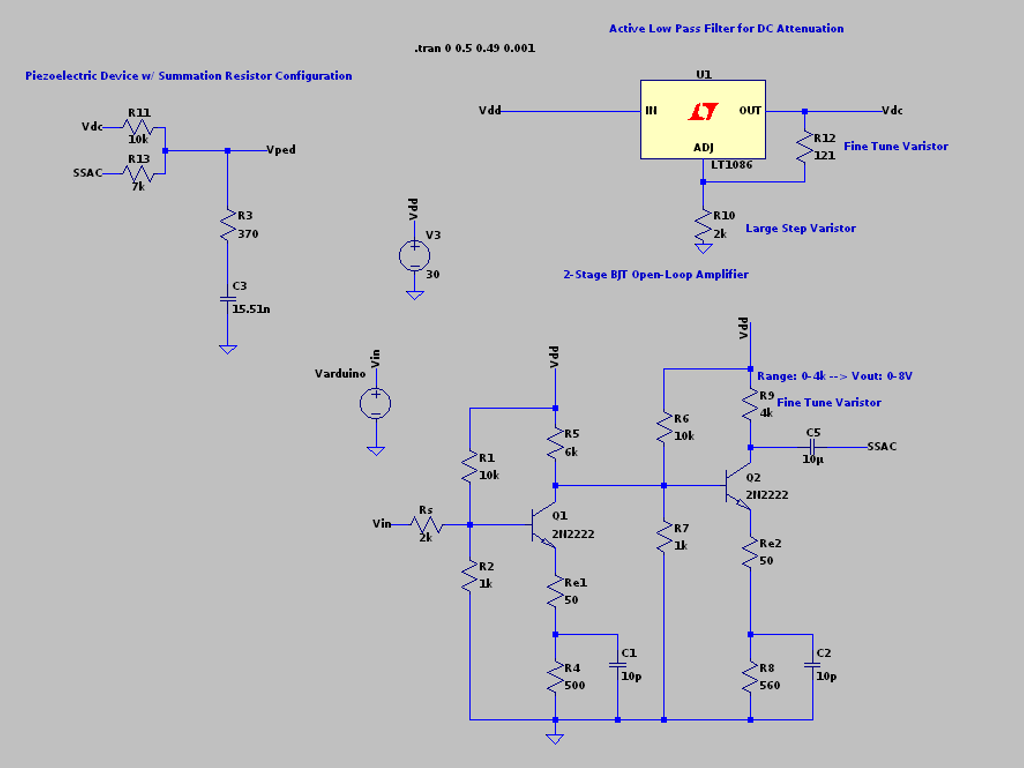 Active Low Pass Filter for DC Attenuation
.tran 0 0.5 0.49 0.001
Piezoelectric Device w/ Summation Resistor Configuration
U1
Vdd
IN
OUT
Vdc
ADJ
LT1086
R12
121
Fine Tune Varistor
R10
2k
Large Step Varistor
Vdc
R11
10k
SSAC
R13
7k
Vped
R3
370
C3
15.51n
Vdd
V3
30
2-Stage BJT Open-Loop Amplifier
Varduino
Vin
Vdd
Vdd
Range: 0-4k --> Vout: 0-8V
R9
4k
Fine Tune Varistor
R1
10k
R5
6k
R6
10k
C5
10µ
SSAC
Q2
2N2222
Vin
Rs
2k
Q1
2N2222
R7
1k
Re2
50
R2
1k
Re1
50
R4
500
C1
10p
R8
560
C2
10p